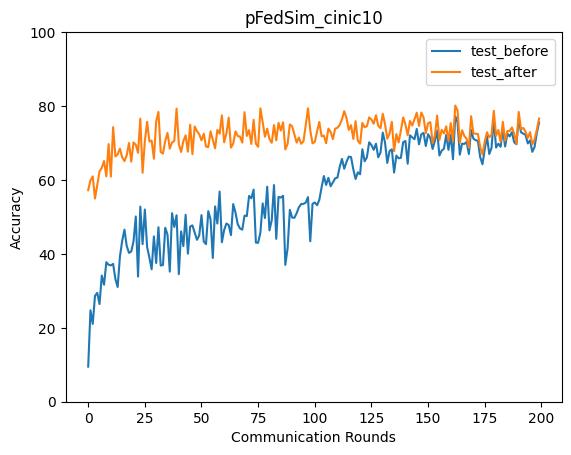 pFedSim_cinic10
test_before
test_after
100
80
60
40
20
0
Accuracy
0 25 50 75 100 125 150 175 200
Communication Rounds